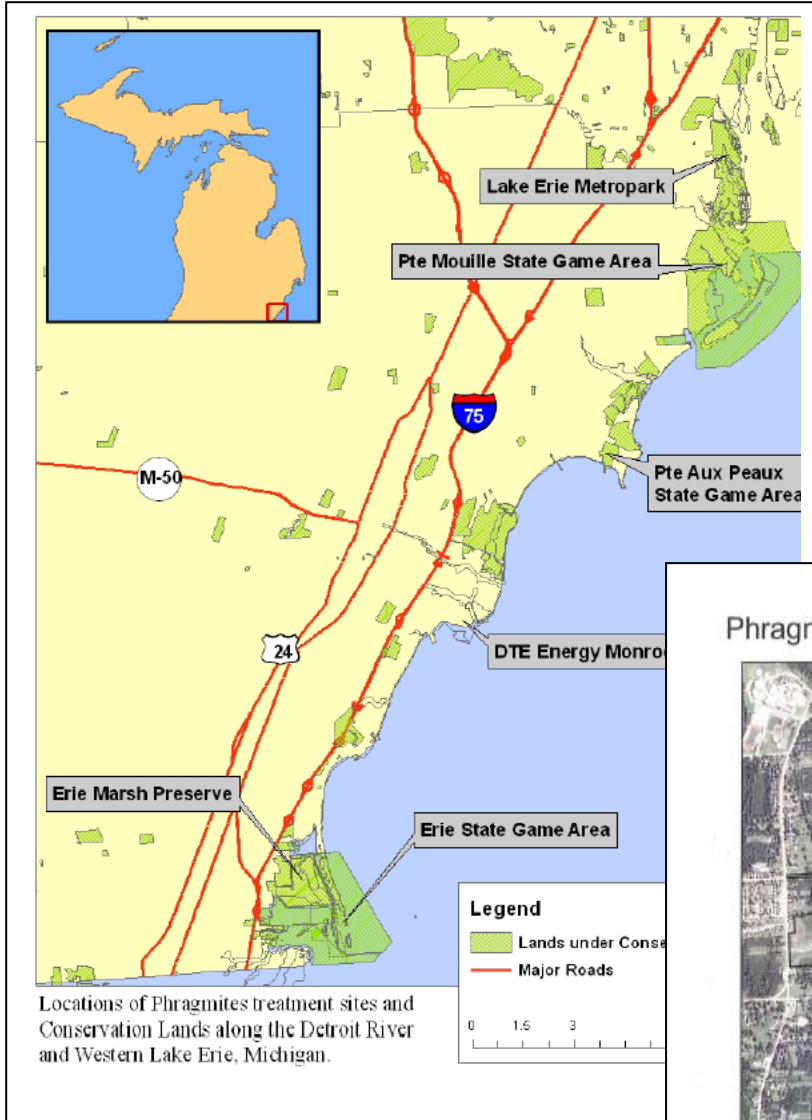 Lake Erie Metropark
Pte Mouille State Game Area
75
M-50
Pte Aux Peaux
State Game Area
24
DTE Energy Monro
Phragm
Erie Marsh Preserve
Erie State Game Area
Legend
Lands under Conse
Major Roads
0 1.5 3
Locations of Phragmites treatment sites and
Conservation Lands along the Detroit River
and Western Lake Erie, Michigan.